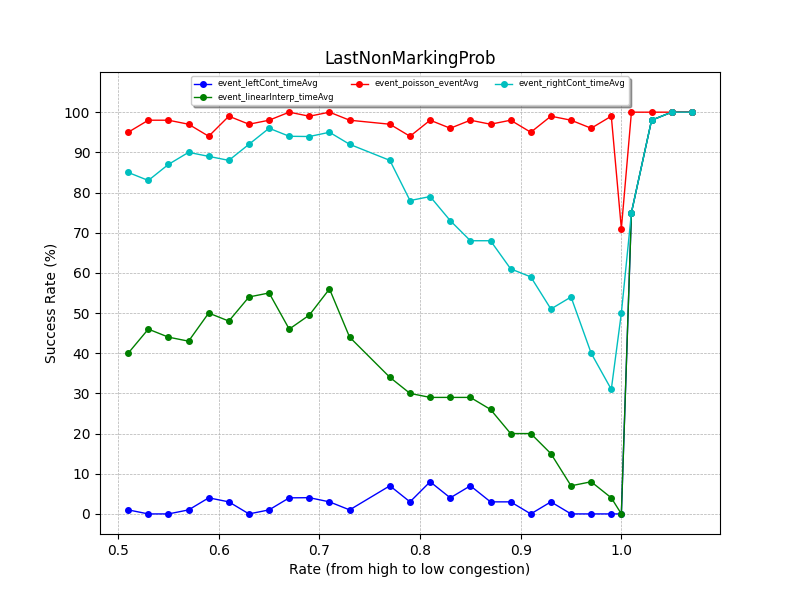 LastNonMarkingProb
event_leftCont_timeAvg
event_linearInterp_timeAvg
event_poisson_eventAvg
event_rightCont_timeAvg
Success Rate (%)
100
90
80
70
60
50
40
30
20
10
0
0.5 0.6 0.7 0.8 0.9 1.0
Rate (from high to low congestion)